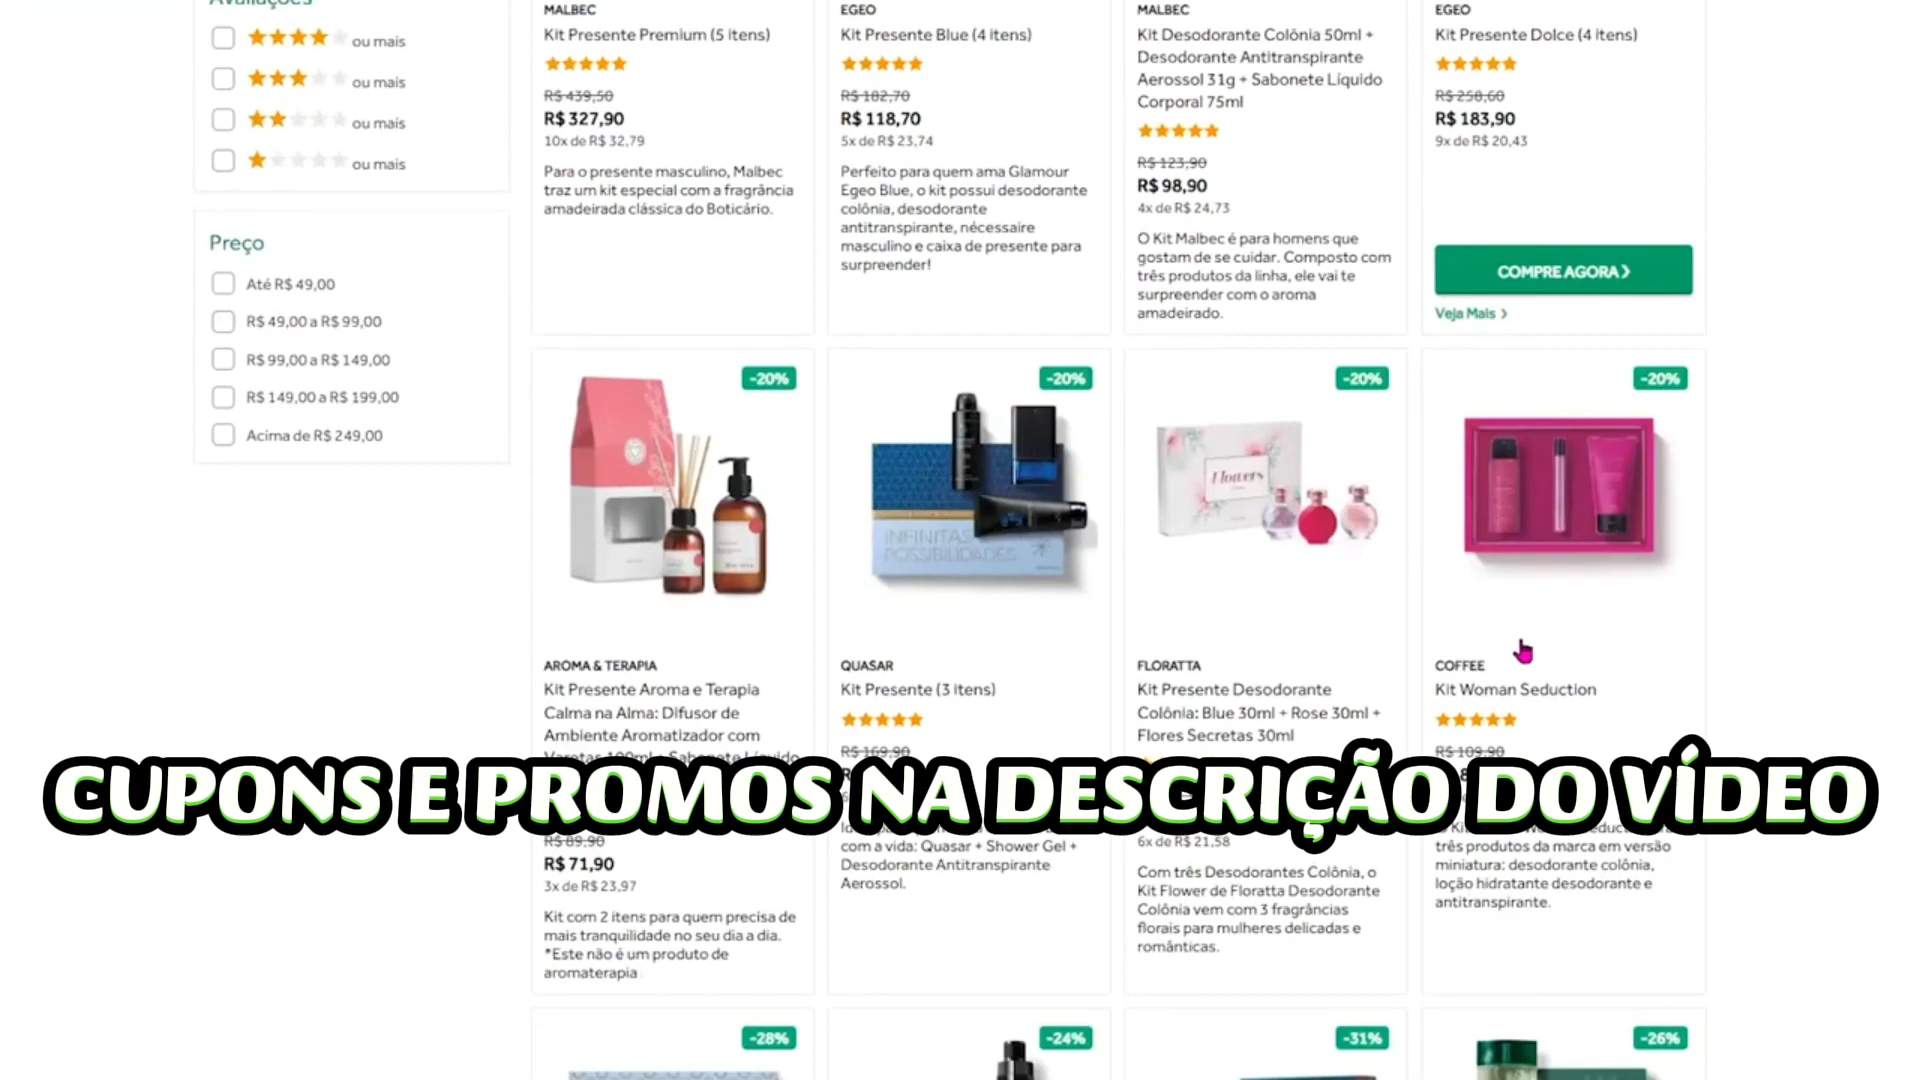 Avaliações
ou mais
ou mais
ou mais
ou mais
Preço
Até R$ 49,00
R$ 49,00 a R$ 99,00
R$ 99,00 a R$ 149,00
R$ 149,00 a R$ 199,00
Acima de R$ 249,00
MALBEC
Kit Presente Premium (5 itens)
R$ 439,50
R$ 327,90
10x de R$ 32,79
Para o presente masculino, Malbec
traz um kit especial com a fragrância
amadeirada clássica do Boticário.
EGEO
Kit Presente Blue (4 itens)
R$ 182,70
R$ 118,70
5x de R$ 23,74
Perfeito para quem ama Glamour
Egeo Blue, o kit possui desodorante
colônia, desodorante
antitranspirante, nécessaire
masculino e caixa de presente para
surpreender!
MALBEC
Kit Desodorante Colônia 50ml +
Desodorante Antitranspirante
Aerossol 31g + Sabonete Líquido
Corporal 75ml
R$ 123,90
R$ 98,90
4x de R$ 24,73
O Kit Malbec é para homens que
gostam de se cuidar. Composto com
três produtos da linha, ele vai te
surpreender com o aroma
amadeirado.
EGEO
Kit Presente Dolce (4 itens)
R$ 258,60
R$ 183,90
9x de R$ 20,43
COMPRE AGORA >
Veja Mais >
-20%
AROMA & TERAPIA
Kit Presente Aroma e Terapia
Calma na Alma: Difusor de
Ambiente Aromatizador com
Varetas 100ml + Sabonete Líquido
R$ 89,90
R$ 71,90
3x de R$ 23,97
Kit com 2 itens para quem precisa de
mais tranquilidade no seu dia a dia.
*Este não é um produto de
aromaterapia
-20%
INFINITAS
POSSIBILIDADES
QUASAR
Kit Presente (3 itens)
R$ 169,90
com a vida: Quasar + Shower Gel +
Desodorante Antitranspirante
Aerossol.
-20%
Flowers
FLORATTA
Kit Presente Desodorante
Colônia: Blue 30ml + Rose 30ml +
Flores Secretas 30ml
6x de R$ 21,58
Com três Desodorantes Colônia, o
Kit Flower de Floratta Desodorante
Colônia vem com 3 fragrâncias
florais para mulheres delicadas e
românticas.
-20%
COFFEE
Kit Woman Seduction
R$ 109,90
três produtos da marca em versão
miniatura: desodorante colônia,
loção hidratante desodorante e
antitranspirante.
CUPONS E PROMOS NA DESCRIÇÃO DO VÍDEO
-28%
-24%
-31%
-26%